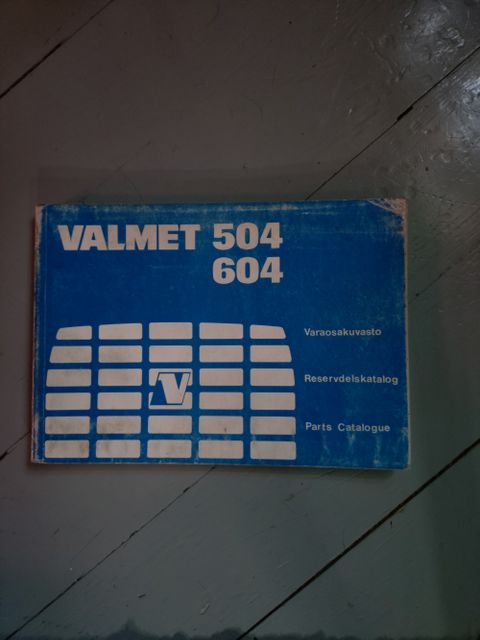 VALMET 504
604
Varaosakuvasto
Reservdelskatalog
V
Parts Catalogue